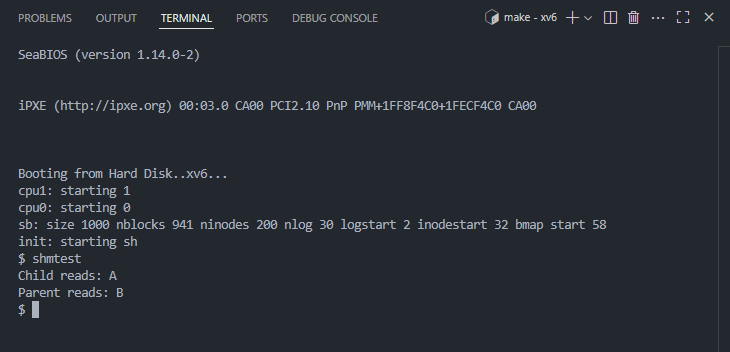 PROBLEMS OUTPUT TERMINAL PORTS DEBUG CONSOLE make - xv6
SeaBIOS (version 1.14.0-2)
iPXE (http://ipxe.org) 00:03.0 CA00 PCI2.10 PnP PMM+1FF8F4C0+1FECF4C0 CA00
Booting from Hard Disk..xv6...
cpu1: starting 1
cpu0: starting 0
sb: size 1000 nblocks 941 ninodes 200 nlog 30 logstart 2 inodestart 32 bmap start 58
init: starting sh
$ shmtest
Child reads: A
Parent reads: B
$